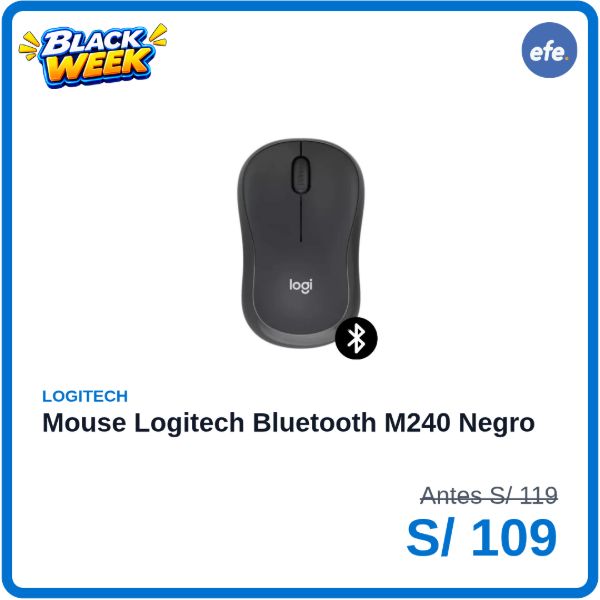 BLACK
WEEK
efe.
logi
LOGITECH
Mouse Logitech Bluetooth M240 Negro
Antes S/ 119
S/ 109